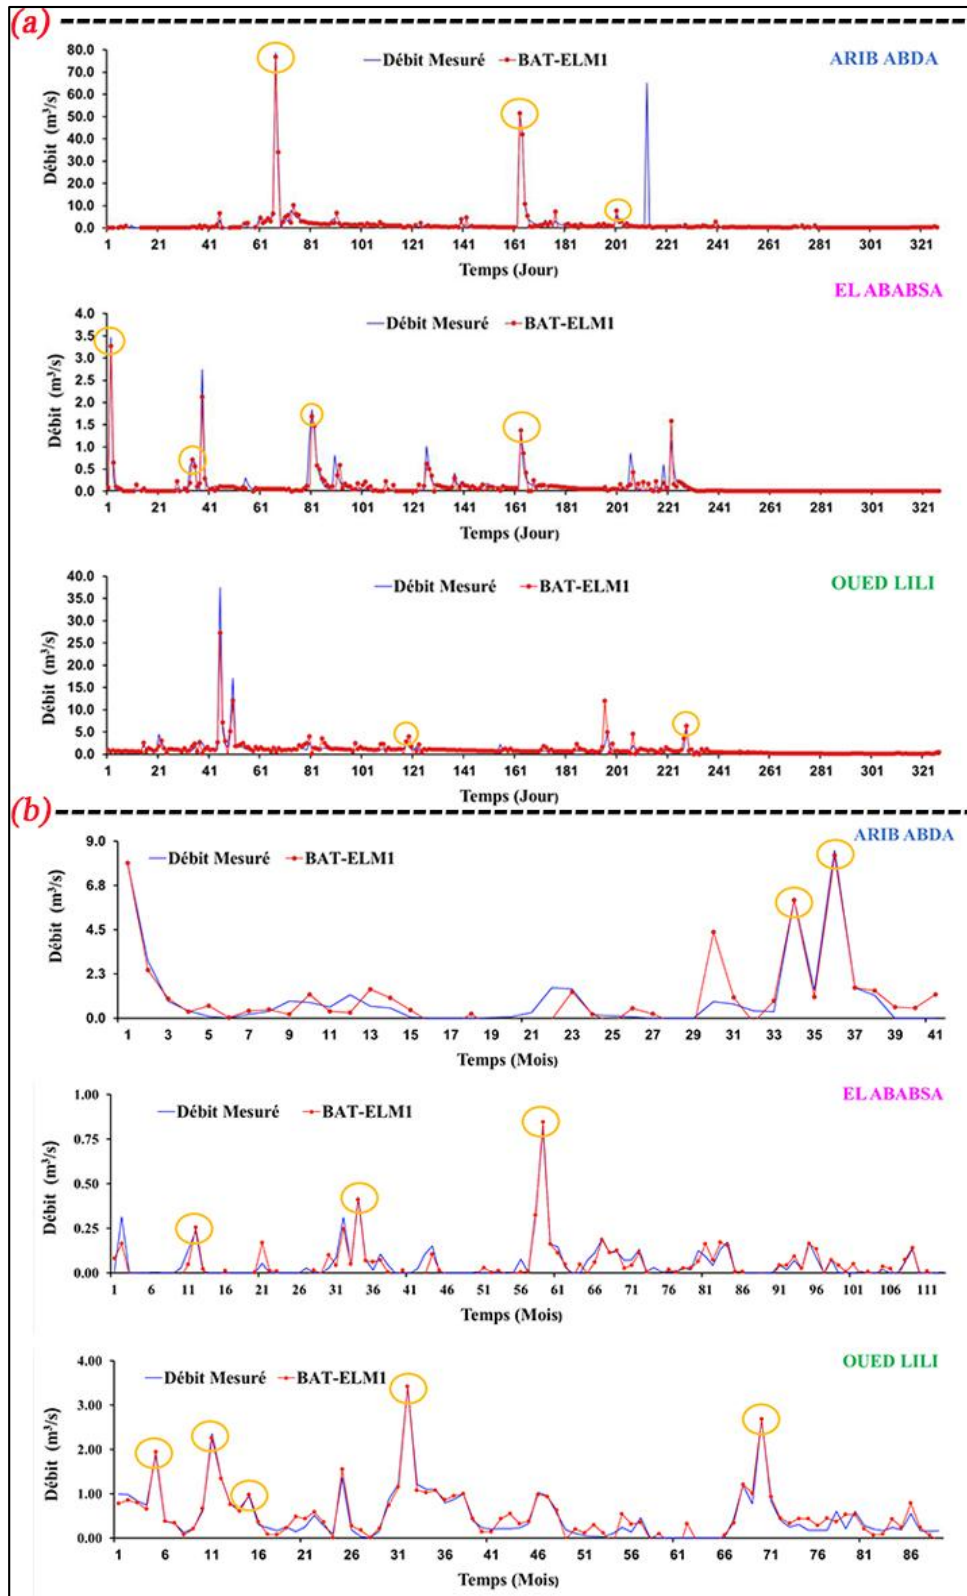 (a)
Débit Mesuré BAT-ELM1 ARIB ABDA
Débit (m³/s)
80.0
70.0
60.0
50.0
40.0
30.0
20.0
10.0
0.0
1 21 41 61 81 101 121 141 161 181 201 221 241 261 281 301 321
Temps (Jour)
EL ABABSA
Débit Mesuré BAT-ELM1
Débit (m³/s)
4.0
3.5
3.0
2.5
2.0
1.5
1.0
0.5
0.0
1 21 41 61 81 101 121 141 161 181 201 221 241 261 281 301 321
Temps (Jour)
Débit Mesuré BAT-ELM1 OUED LILI
Débit (m³/s)
40.0
35.0
30.0
25.0
20.0
15.0
10.0
5.0
0.0
1 21 41 61 81 101 121 141 161 181 201 221 241 261 281 301 321
Temps (Jour)
(b)
ARIB ABDA
Débit Mesuré BAT-ELM1
Débit (m³/s)
9.0
6.8
4.5
2.3
0.0
1 3 5 7 9 11 13 15 17 19 21 23 25 27 29 31 33 35 37 39 41
Temps (Mois)
EL ABABSA
Débit Mesuré BAT-ELM1
Débit (m³/s)
1.00
0.75
0.50
0.25
0.00
1 6 11 16 21 26 31 36 41 46 51 56 61 66 71 76 81 86 91 96 101 106 111
Temps (Mois)
OUED LILI
Débit Mesuré BAT-ELM1
Débit (m³/s)
4.00
3.00
2.00
1.00
0.00
1 6 11 16 21 26 31 36 41 46 51 56 61 66 71 76 81 86
Temps (Mois)